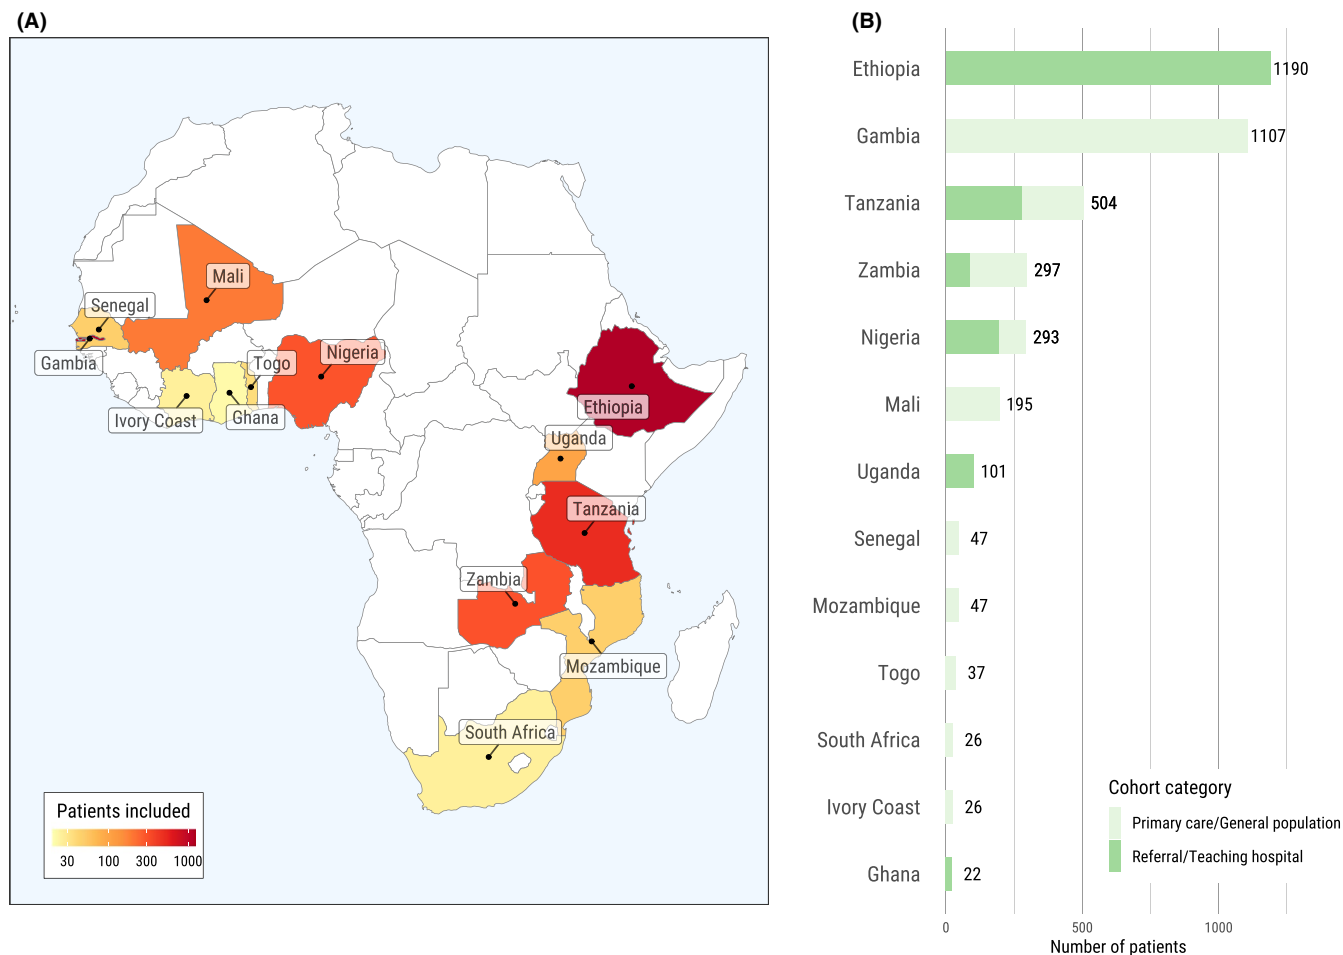 (A)
Mali
Senegal
Gambia
Togo
Nigeria
Ivory Coast
Ghana
Ethiopia
Uganda
Tanzania
Zambia
Mozambique
South Africa
Patients included
30 100 300 1000
(B)
Ethiopia 1190
Gambia 1107
Tanzania 504
Zambia 297
Nigeria 293
Mali 195
Uganda 101
Senegal 47
Mozambique 47
Togo 37
South Africa 26
Ivory Coast 26
Ghana 22
Cohort category
Primary care/General population
Referral/Teaching hospital
0 500 1000
Number of patients